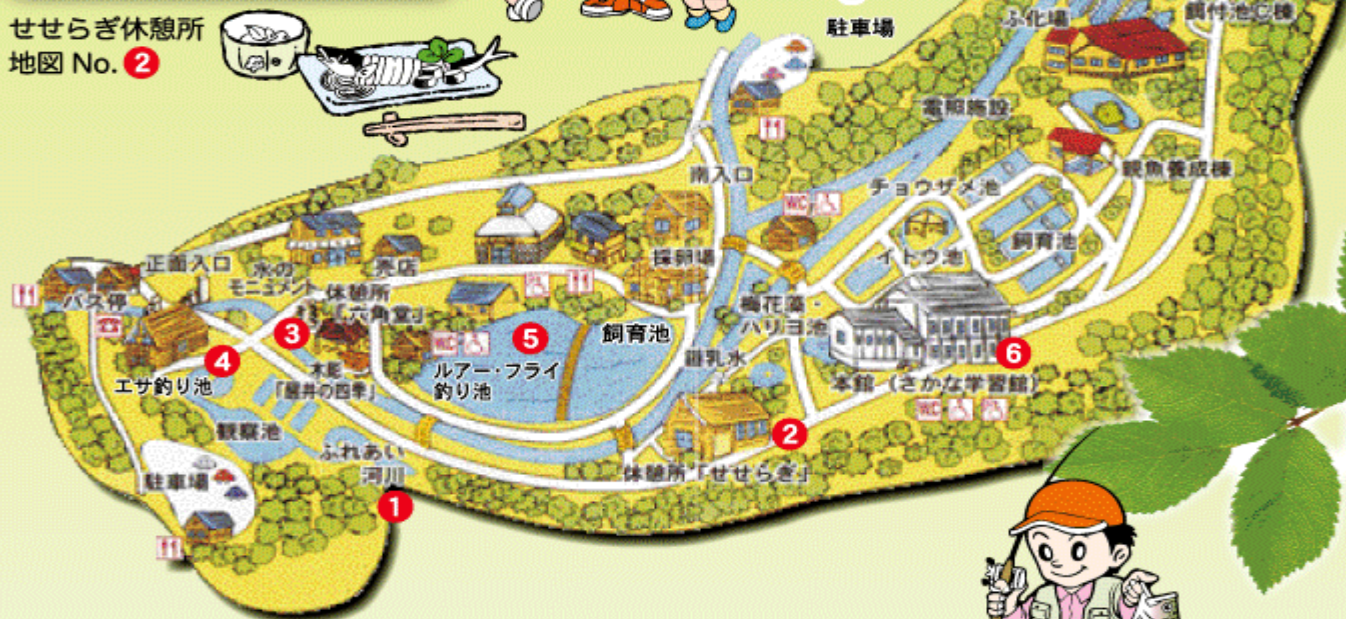 せせらぎ休憩所
地図 No. 2
駐車場
ふ化場
餌付池C棟
電照施設
親魚養成棟
南入口
チョウザメ池
WC
飼育池
イトウ池
採卵場
正面入口
水の
モニュメント
売店
休憩所
「六角堂」
バス停
3
4
エサ釣り池
木彫
「醒井の四季」
WC
5
ルアー・フライ
釣り池
飼育池
梅花藻・
ハリヨ池
鍾乳水
6
本館(さかな学習館)
WC
観察池
ふれあい
河川
1
2
休憩所「せせらぎ」
駐車場